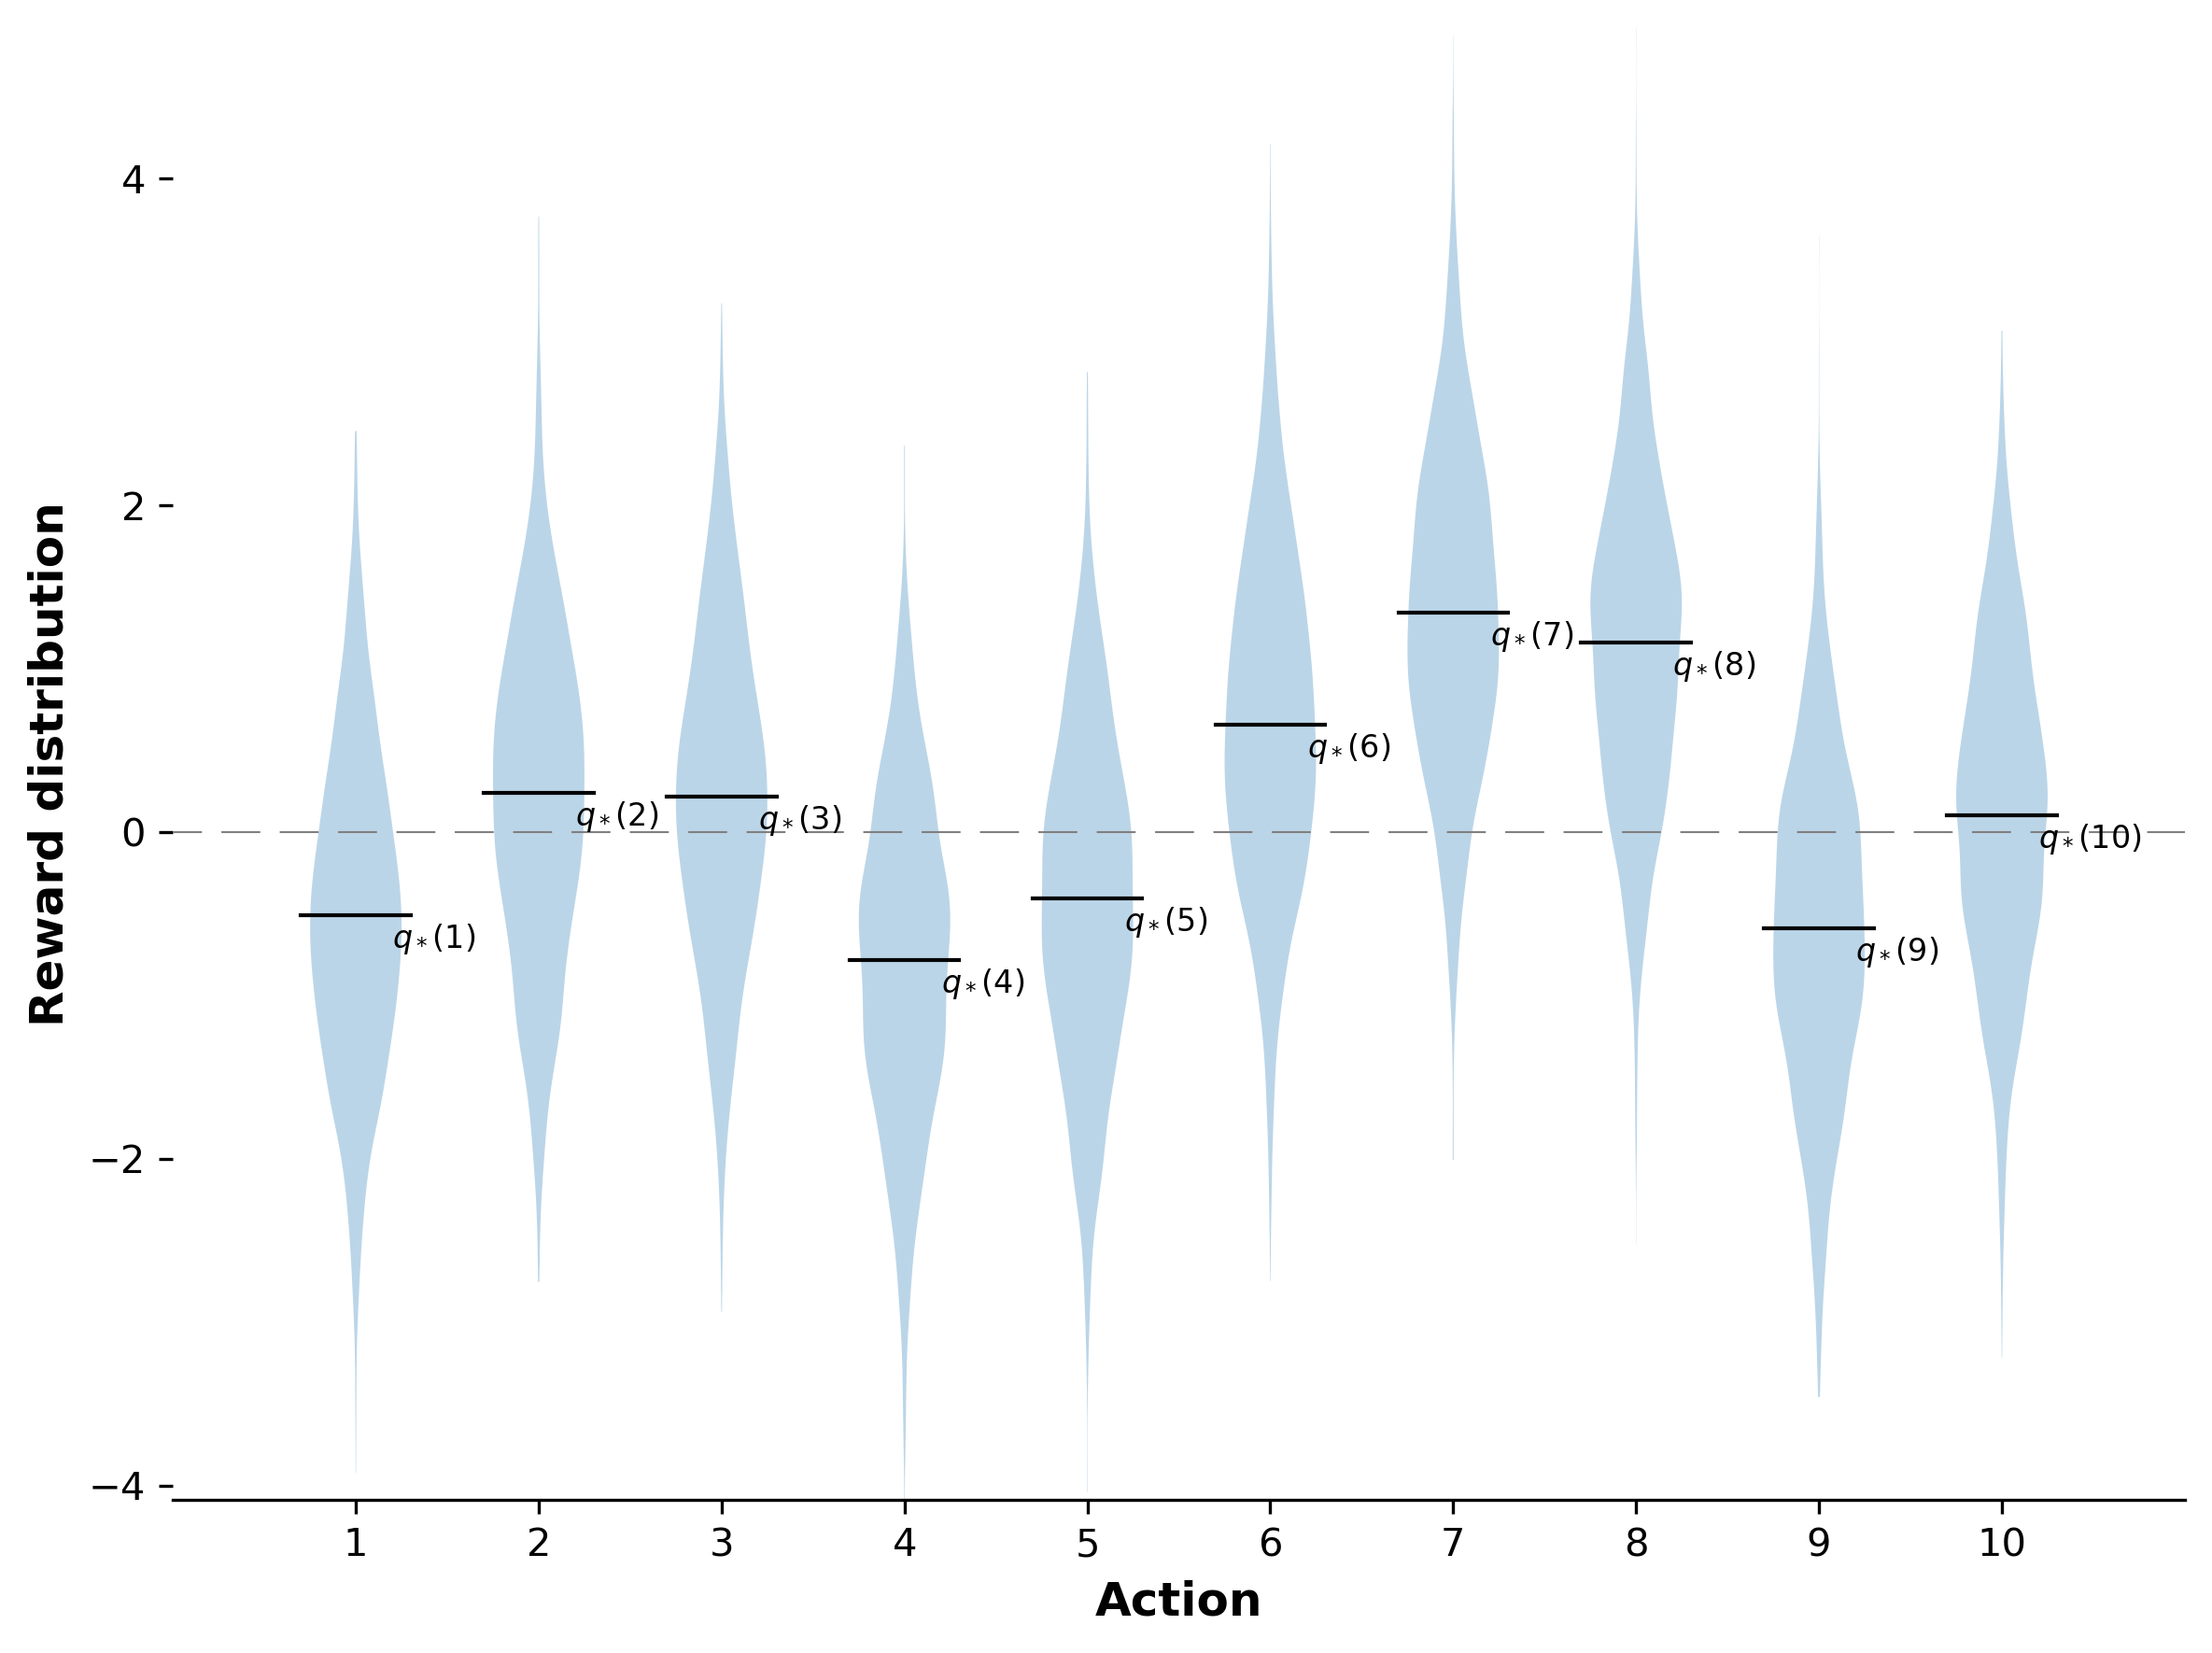 Reward distribution
4
2
0
−2
−4
q*(1)
q*(2)
q*(3)
q*(4)
q*(5)
q*(6)
q*(7)
q*(8)
q*(9)
q*(10)
1 2 3 4 5 6 7 8 9 10
Action